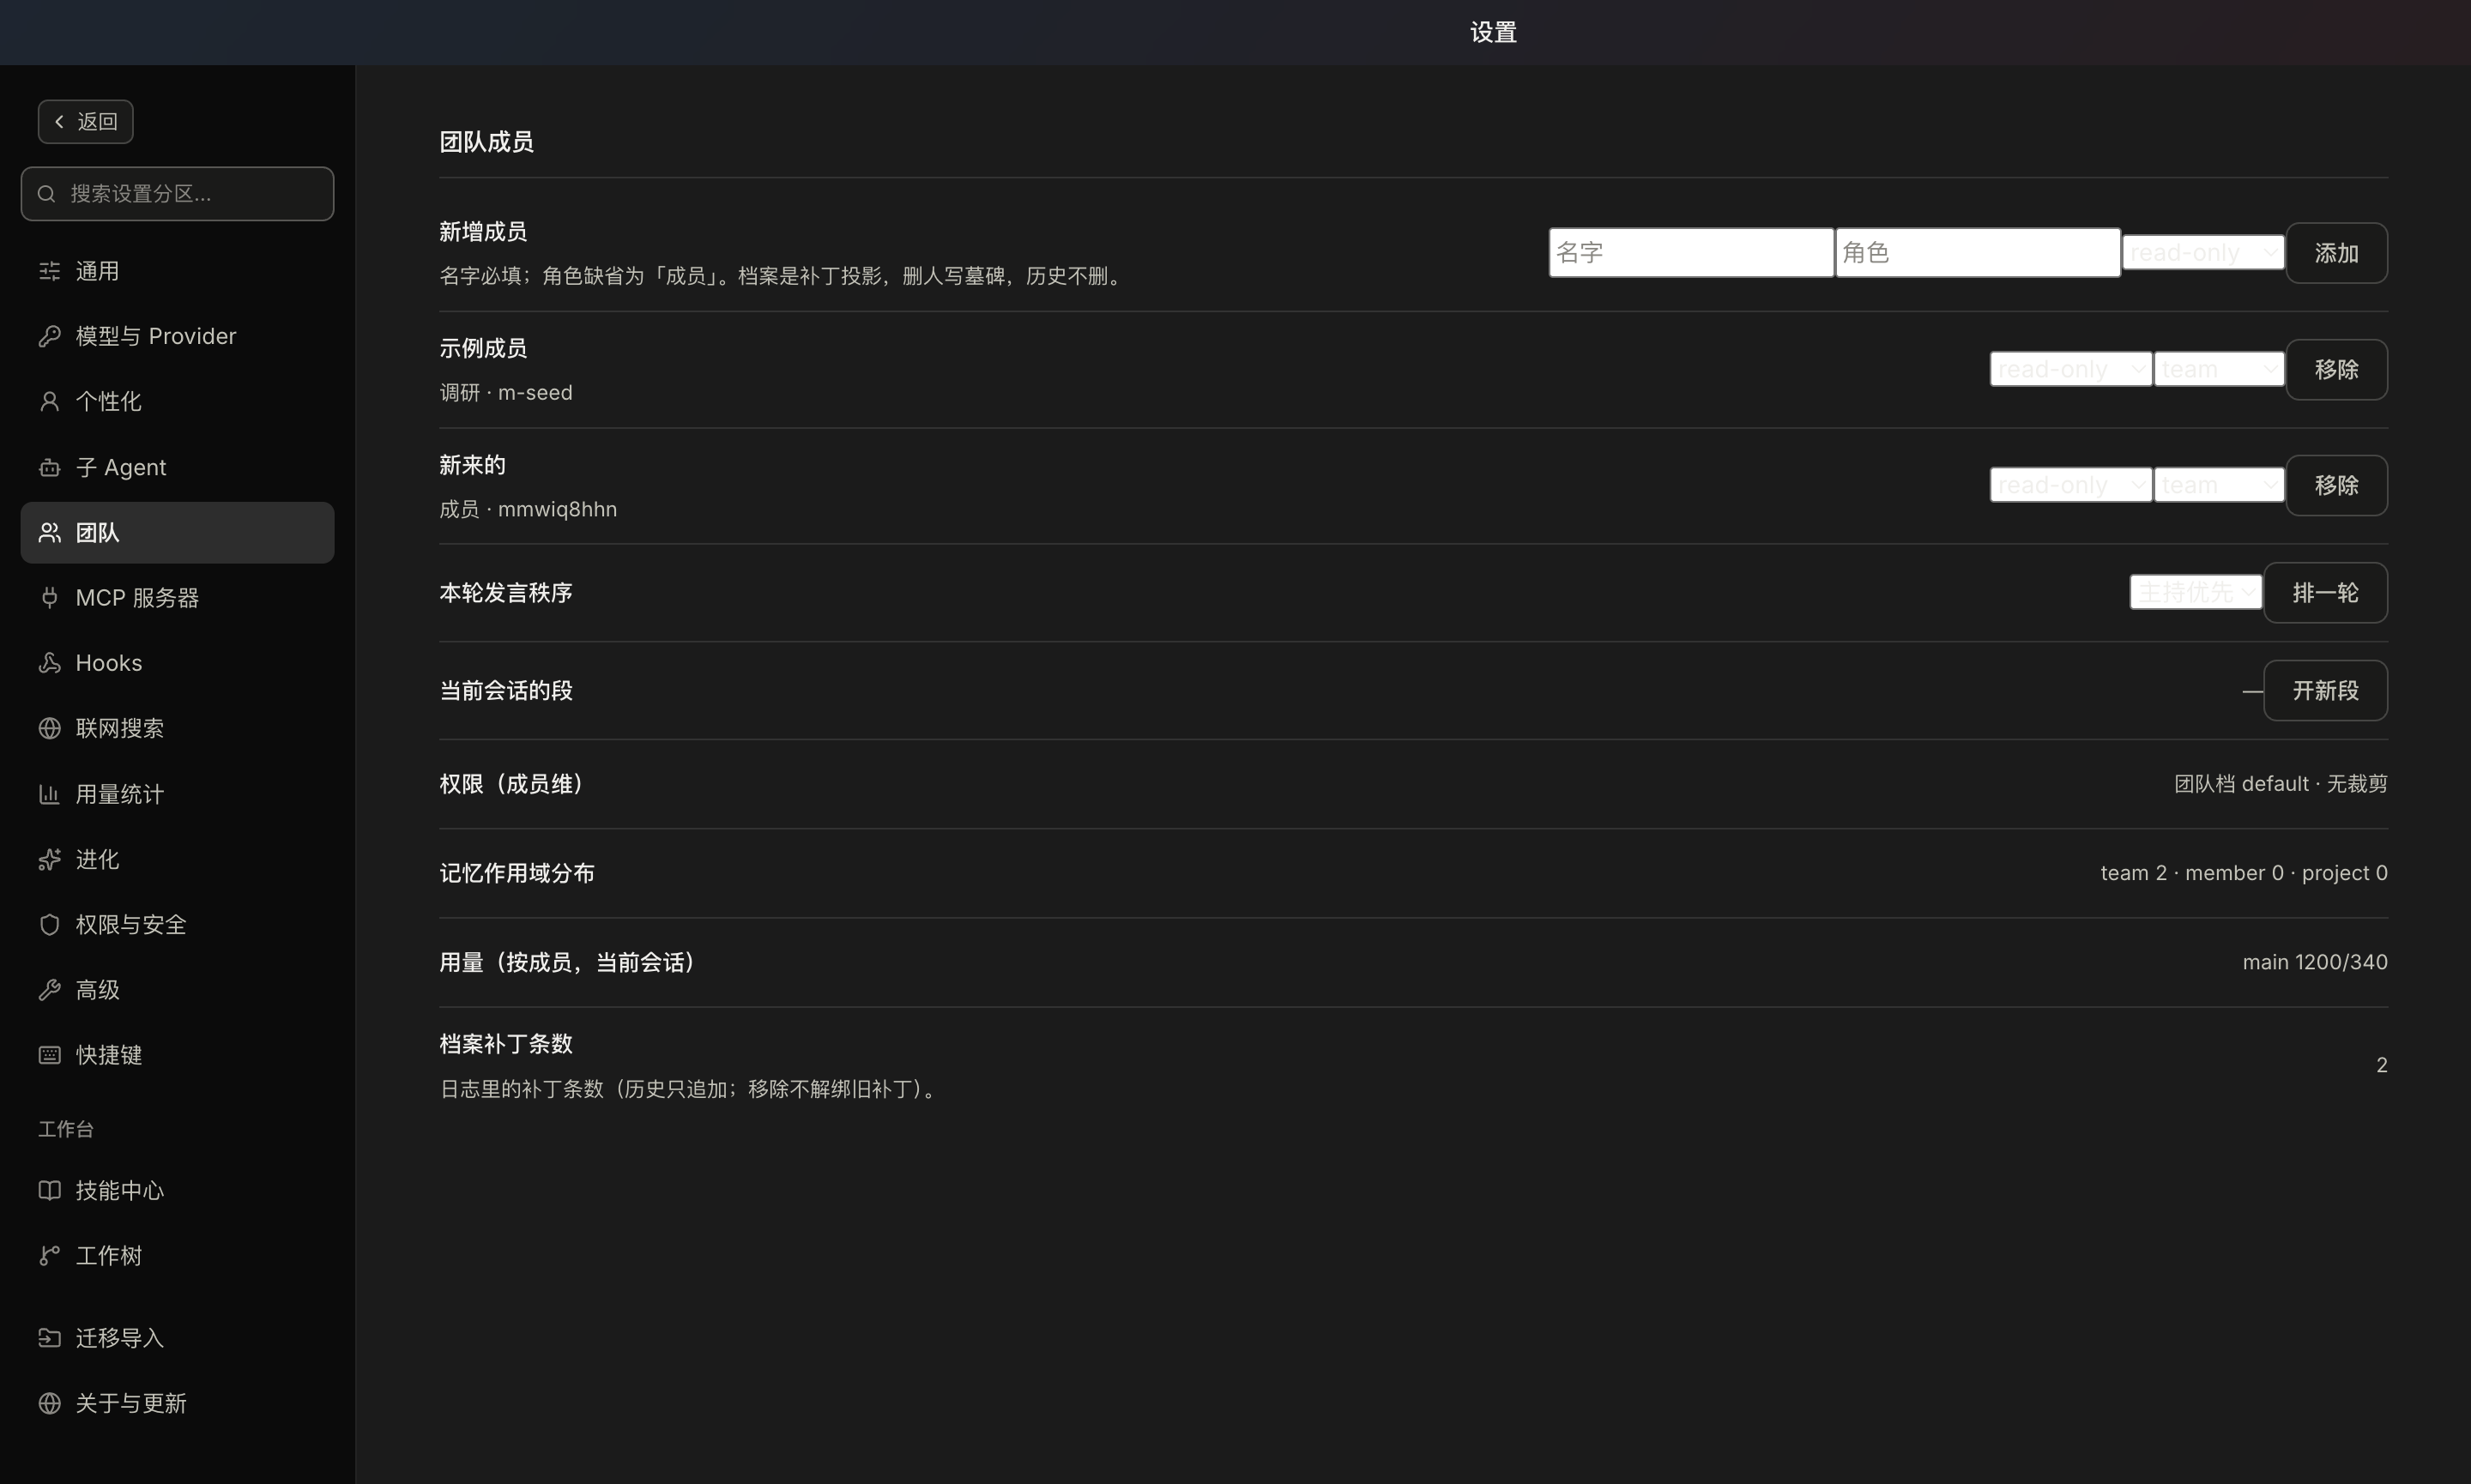 设置
返回
搜索设置分区...
通用
模型与 Provider
个性化
子 Agent
团队
MCP 服务器
Hooks
联网搜索
用量统计
进化
权限与安全
高级
快捷键
工作台
技能中心
工作树
迁移导入
关于与更新
团队成员
新增成员
名字必填；角色缺省为「成员」。档案是补丁投影，删人写墓碑，历史不删。
名字 角色 read-only 添加
示例成员
调研 · m-seed
read-only team 移除
新来的
成员 · mmwiq8hhn
read-only team 移除
本轮发言秩序
主持优先 排一轮
当前会话的段
— 开新段
权限（成员维）
团队档 default · 无裁剪
记忆作用域分布
team 2 · member 0 · project 0
用量（按成员，当前会话）
main 1200/340
档案补丁条数
日志里的补丁条数（历史只追加；移除不解绑旧补丁）。
2